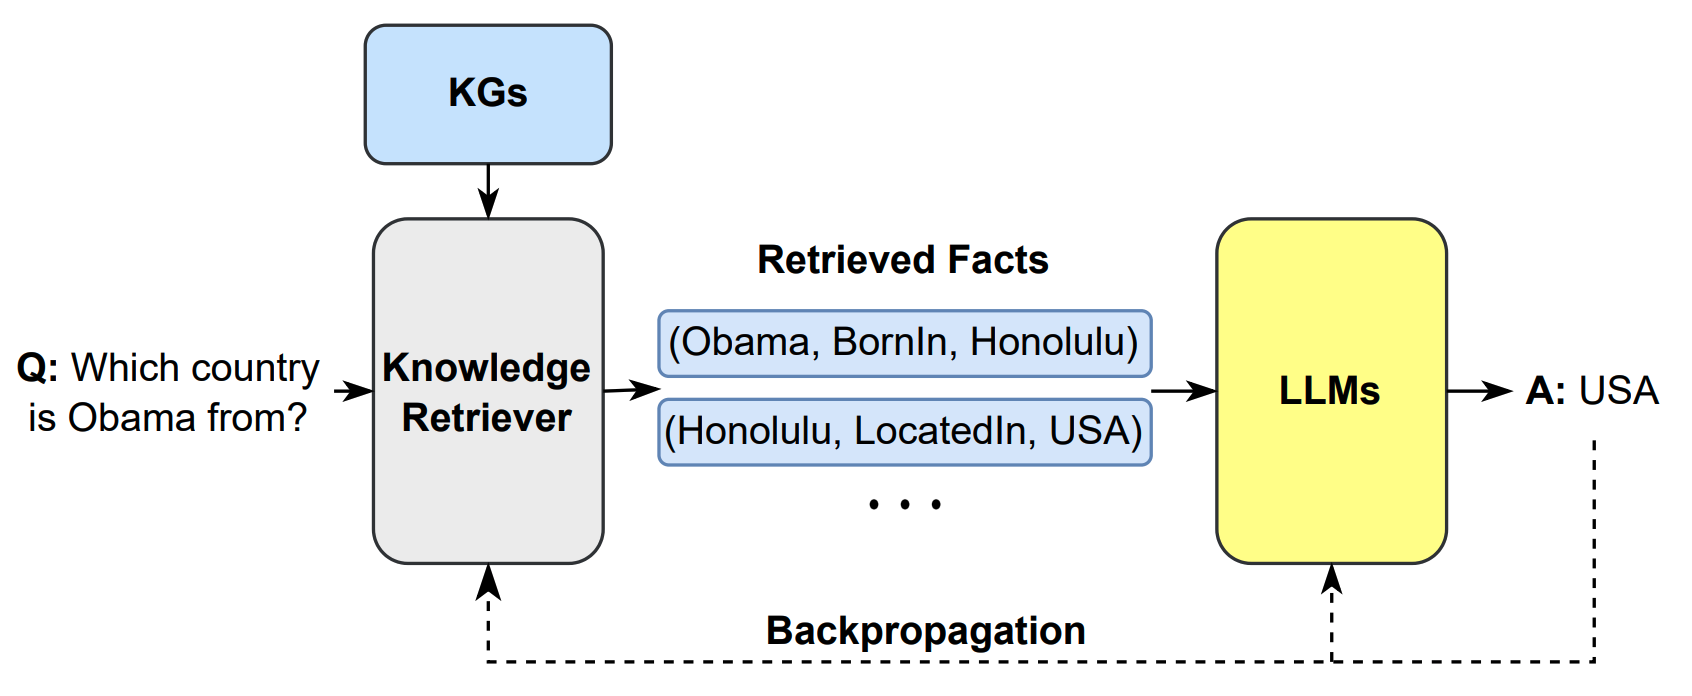 KGs
Retrieved Facts
(Obama, BornIn, Honolulu)
Q: Which country
is Obama from?
Knowledge
Retriever
LLMs
A: USA
(Honolulu, LocatedIn, USA)
. . .
Backpropagation